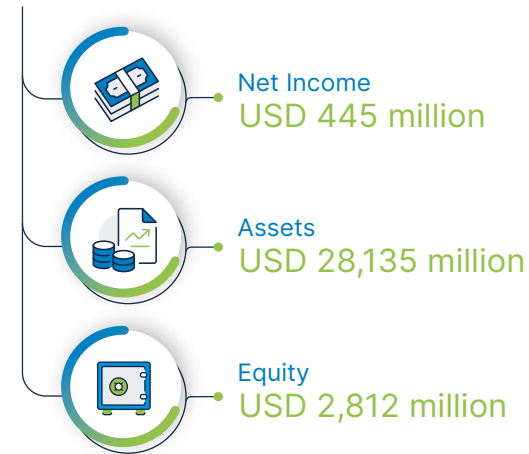 Net Income
USD 445 million
Assets
USD 28,135 million
Equity
USD 2,812 million